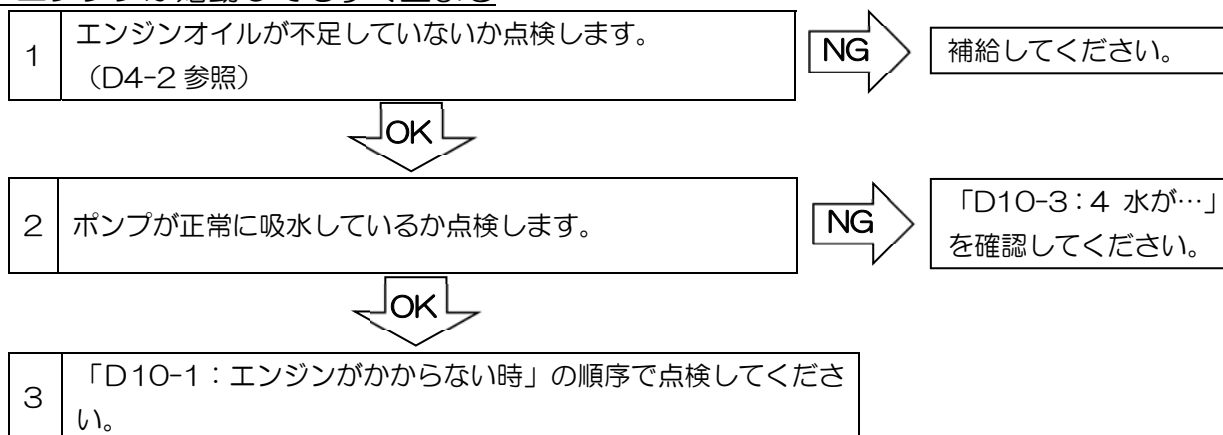 エンジンが始動してもすぐ止まる
1
エンジンオイルが不足していないか点検します。
（D4-2 参照）
NG
補給してください。
OK
2
ポンプが正常に吸水しているか点検します。
NG
「D10-3：4 水が…」
を確認してください。
OK
3
「D10-1：エンジンがかからない時」の順序で点検してくださ
い。